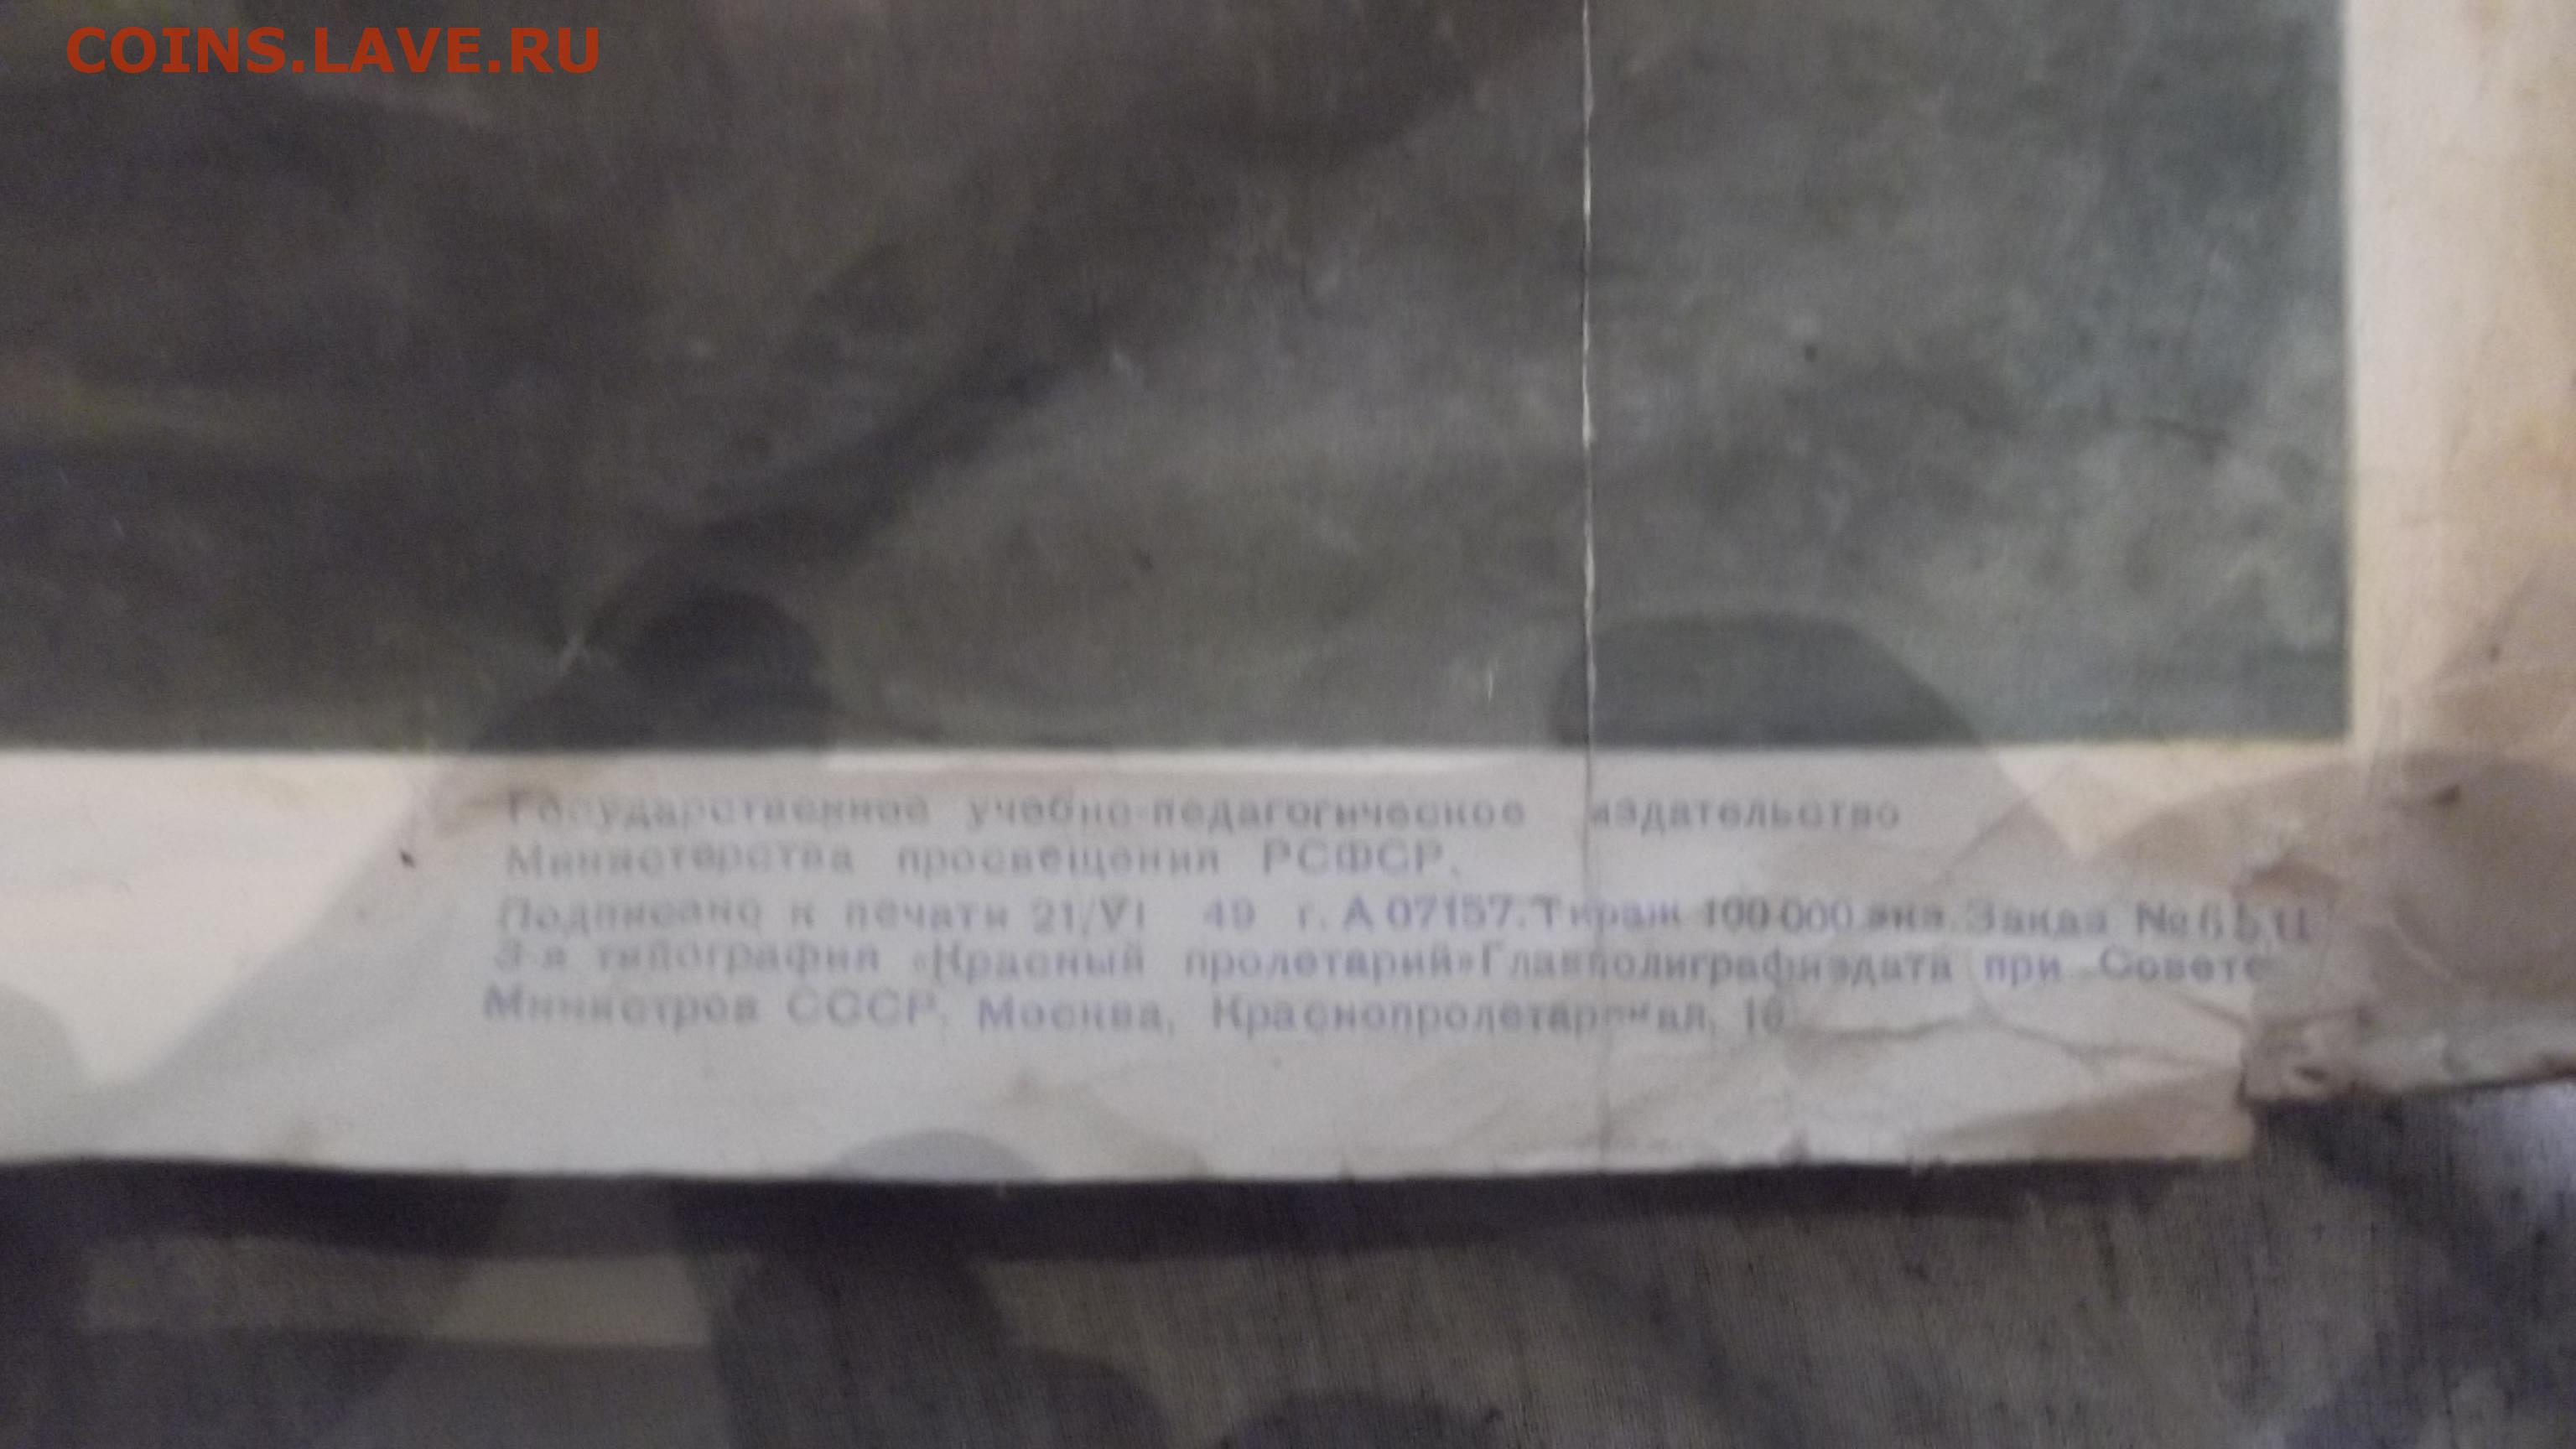 COINS.LAVE.RU
Государственное учебно-педагогическое издательство
Министерства просвещения РСФСР.
Подписано к печати 21/VI 49 г. А 07157. Тираж 100 000 экз. Заказ №
3-я типография «Красный пролетарий» Главполиграфиздата при Совете
Министров СССР. Москва, Краснопролетарская, 16